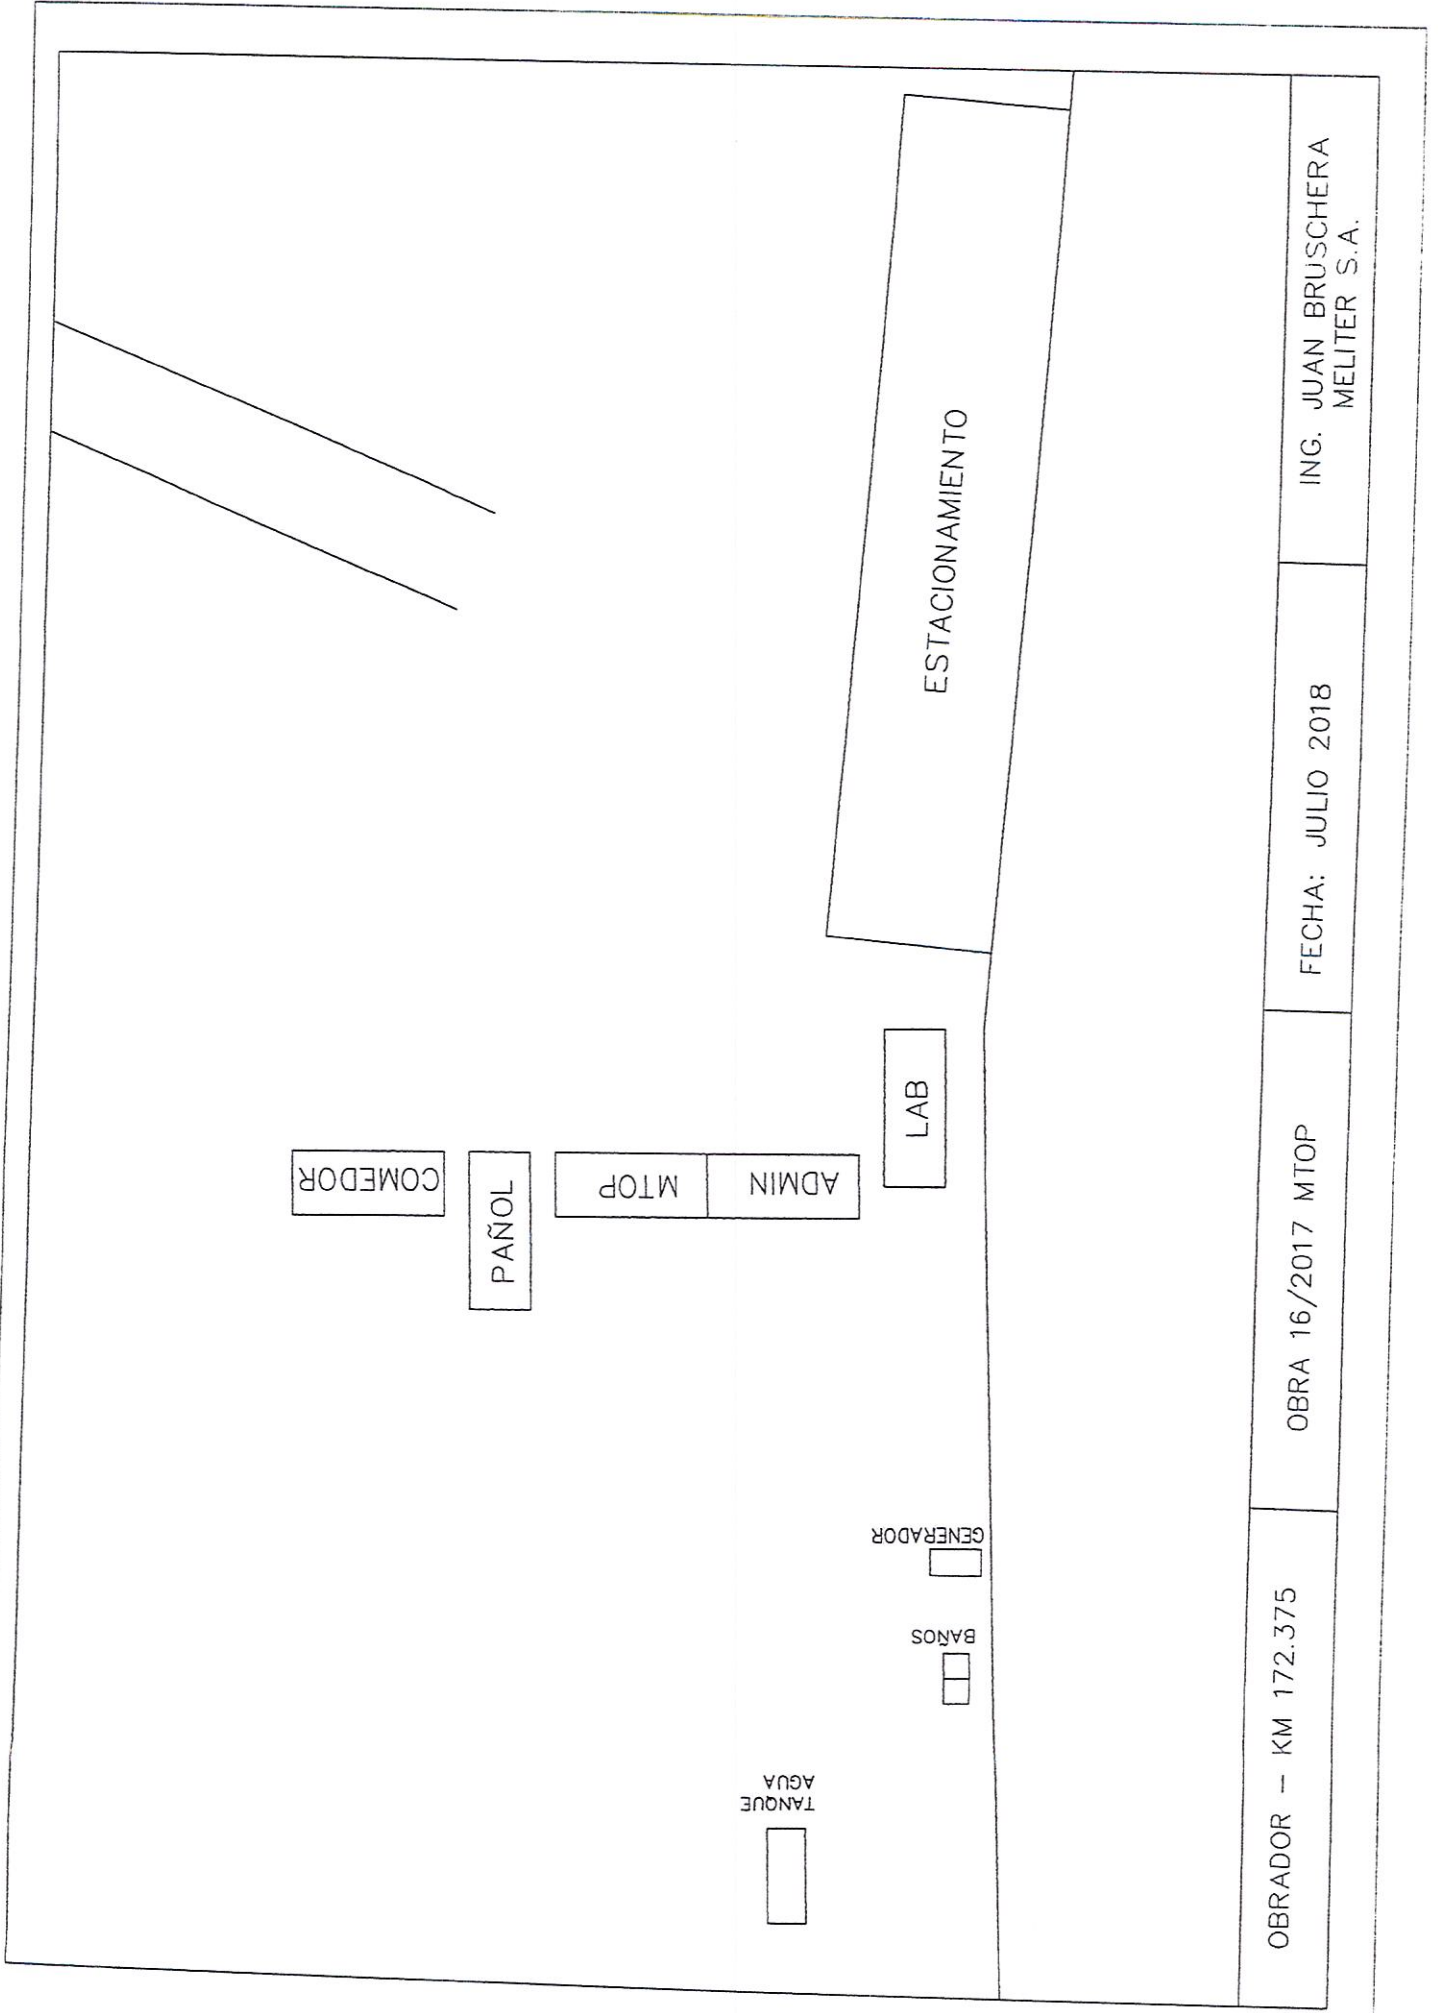 COMEDOR
PAÑOL
MTOP
ADMIN
LAB
ESTACIONAMIENTO
TANQUE
AGUA
BAÑOS
GENERADOR
OBRADOR – KM 172.375
OBRA 16/2017 MTOP
FECHA: JULIO 2018
ING. JUAN BRUSCHERA
MELITER S.A.